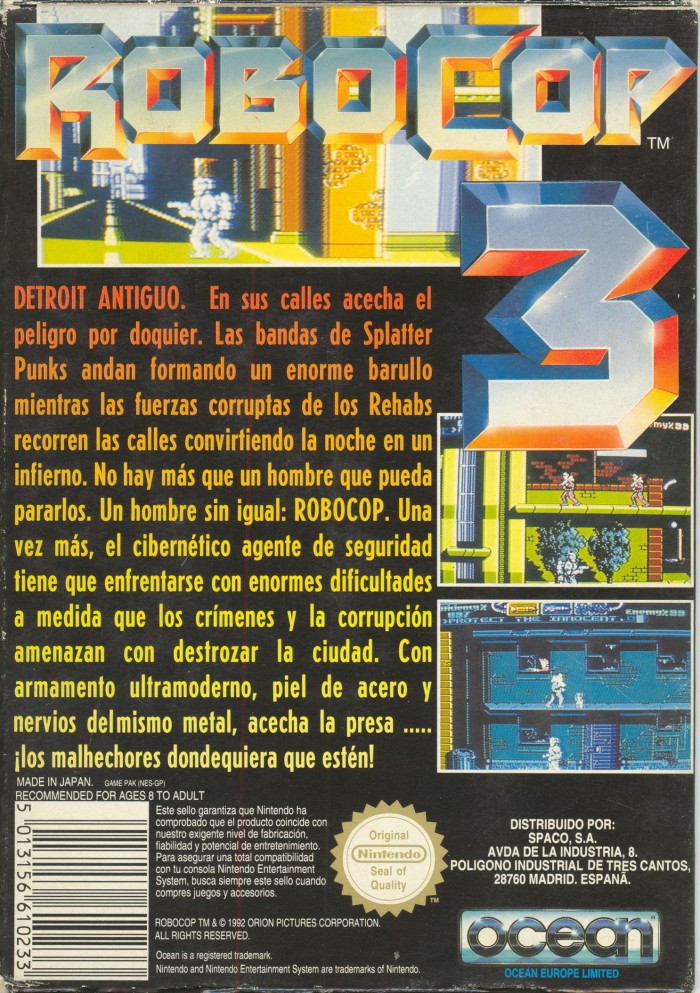 ROBOCOP
TM
3
DETROIT ANTIGUO. En sus calles acecha el
peligro por doquier. Las bandas de Splatter
Punks andan formando un enorme barullo
mientras las fuerzas corruptas de los Rehabs
recorren las calles convirtiendo la noche en un
infierno. No hay más que un hombre que pueda
pararlos. Un hombre sin igual: ROBOCOP. Una
vez más, el cibernético agente de seguridad
tiene que enfrentarse con enormes dificultades
a medida que los crímenes y la corrupción
amenazan con destrozar la ciudad. Con
armamento ultramoderno, piel de acero y
nervios delmismo metal, acecha la presa .....
¡los malhechores dondequiera que estén!
PROTECT THE INNOCENT.
MADE IN JAPAN. GAME PAK (NES-GP)
RECOMMENDED FOR AGES 8 TO ADULT
5 013156 610233
Este sello garantiza que Nintendo ha
comprobado que el producto coincide con
nuestro exigente nivel de fabricación,
fiabilidad y potencial de entretenimiento.
Para asegurar una total compatibilidad
con tu consola Nintendo Entertainment
System, busca siempre este sello cuando
compres juegos y accesorios.
Original
Nintendo
Seal of
Quality
TM
DISTRIBUIDO POR:
SPACO, S.A.
AVDA DE LA INDUSTRIA, 8.
POLIGONO INDUSTRIAL DE TRES CANTOS,
28760 MADRID. ESPANÃ.
ROBOCOP TM & © 1992 ORION PICTURES CORPORATION.
ALL RIGHTS RESERVED.
Ocean is a registered trademark.
Nintendo and Nintendo Entertainment System are trademarks of Nintendo.
ocean
OCEAN EUROPE LIMITED